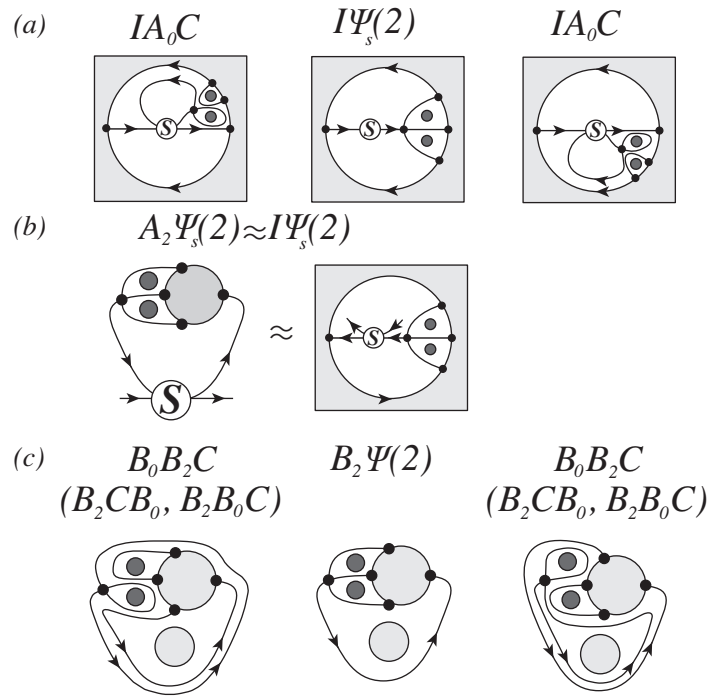 (a) IA₀C IΨₛ(2) IA₀C
S S S
(b) A₂Ψₛ(2)≈IΨₛ(2)
≈
S
S
(c) B₀B₂C B₂Ψ(2) B₀B₂C
(B₂CB₀, B₂B₀C) (B₂CB₀, B₂B₀C)